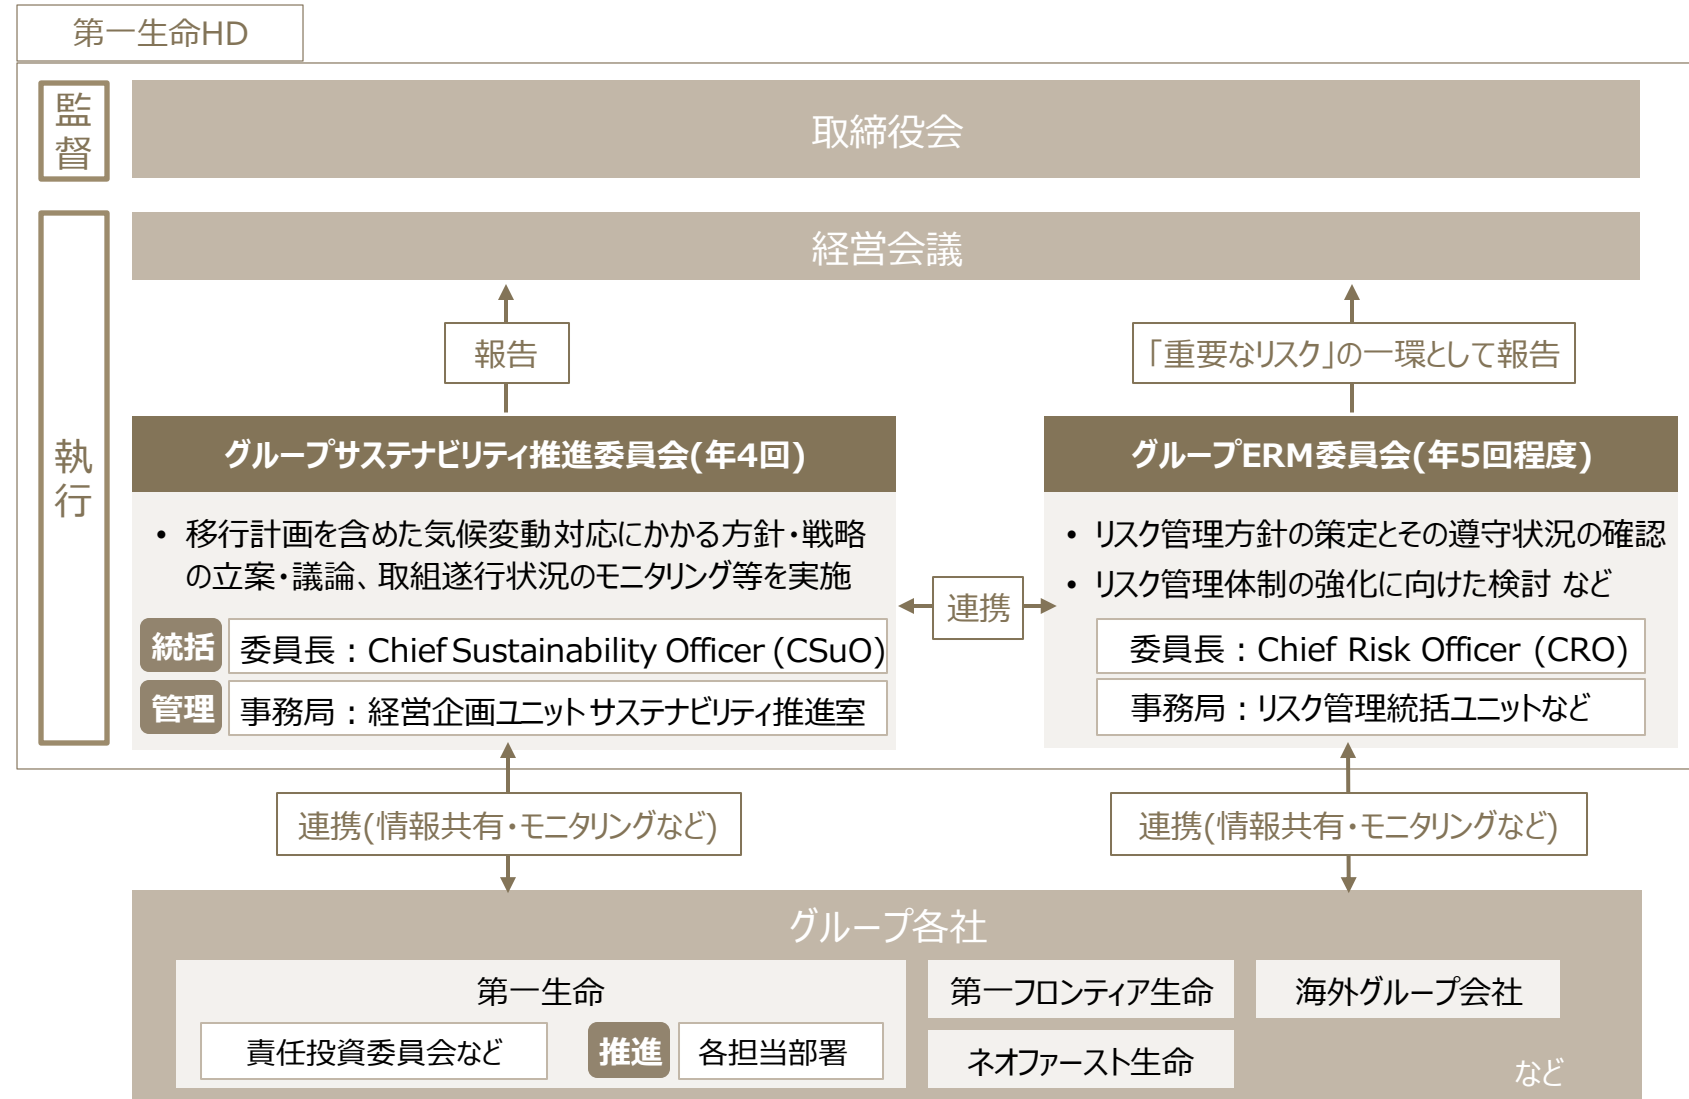 第一生命HD
監督
取締役会
執行
経営会議
報告
「重要なリスク」の一環として報告
グループサステナビリティ推進委員会(年4回)
• 移行計画を含めた気候変動対応にかかる方針・戦略
の立案・議論、取組遂行状況のモニタリング等を実施
統括
委員長：Chief Sustainability Officer (CSuO)
管理
事務局：経営企画ユニット サステナビリティ推進室
連携
グループERM委員会(年5回程度)
• リスク管理方針の策定とその遵守状況の確認
• リスク管理体制の強化に向けた検討 など
委員長：Chief Risk Officer (CRO)
事務局：リスク管理統括ユニットなど
連携(情報共有・モニタリングなど)
連携(情報共有・モニタリングなど)
グループ各社
第一生命
責任投資委員会など
推進
各担当部署
第一フロンティア生命
ネオファースト生命
海外グループ会社
など